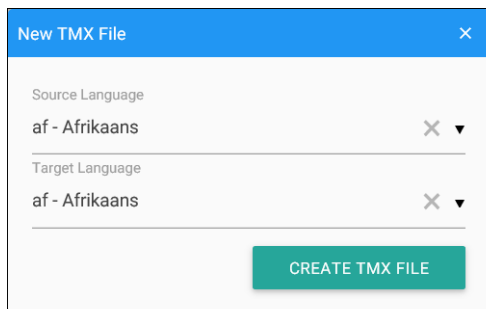 New TMX File
Source Language
af - Afrikaans
Target Language
af - Afrikaans
CREATE TMX FILE